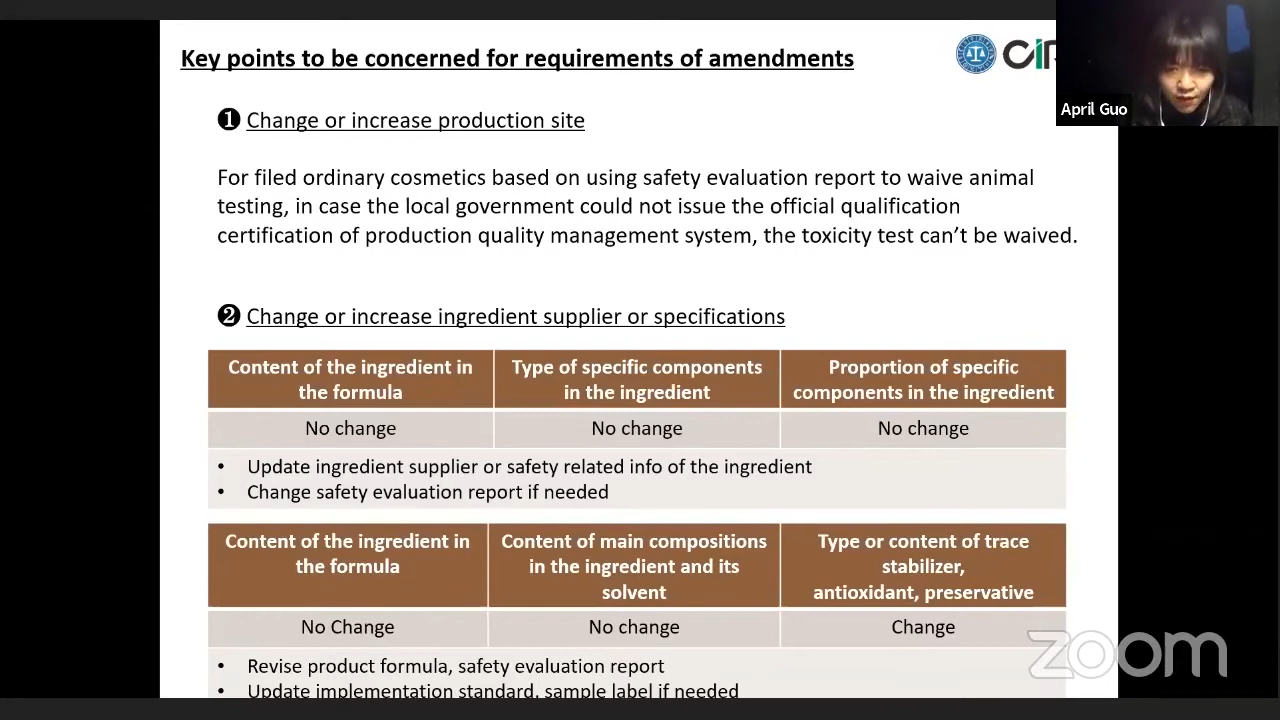 Key points to be concerned for requirements of amendments
CIR
April Guo
❶ Change or increase production site
For filed ordinary cosmetics based on using safety evaluation report to waive animal
testing, in case the local government could not issue the official qualification
certification of production quality management system, the toxicity test can’t be waived.
❷ Change or increase ingredient supplier or specifications
Content of the ingredient in
the formula
Type of specific components
in the ingredient
Proportion of specific
components in the ingredient
No change
No change
No change
• Update ingredient supplier or safety related info of the ingredient
• Change safety evaluation report if needed
Content of the ingredient in
the formula
Content of main compositions
in the ingredient and its
solvent
Type or content of trace
stabilizer,
antioxidant, preservative
No Change
No change
Change
• Revise product formula, safety evaluation report
• Update implementation standard, sample label if needed
zoom